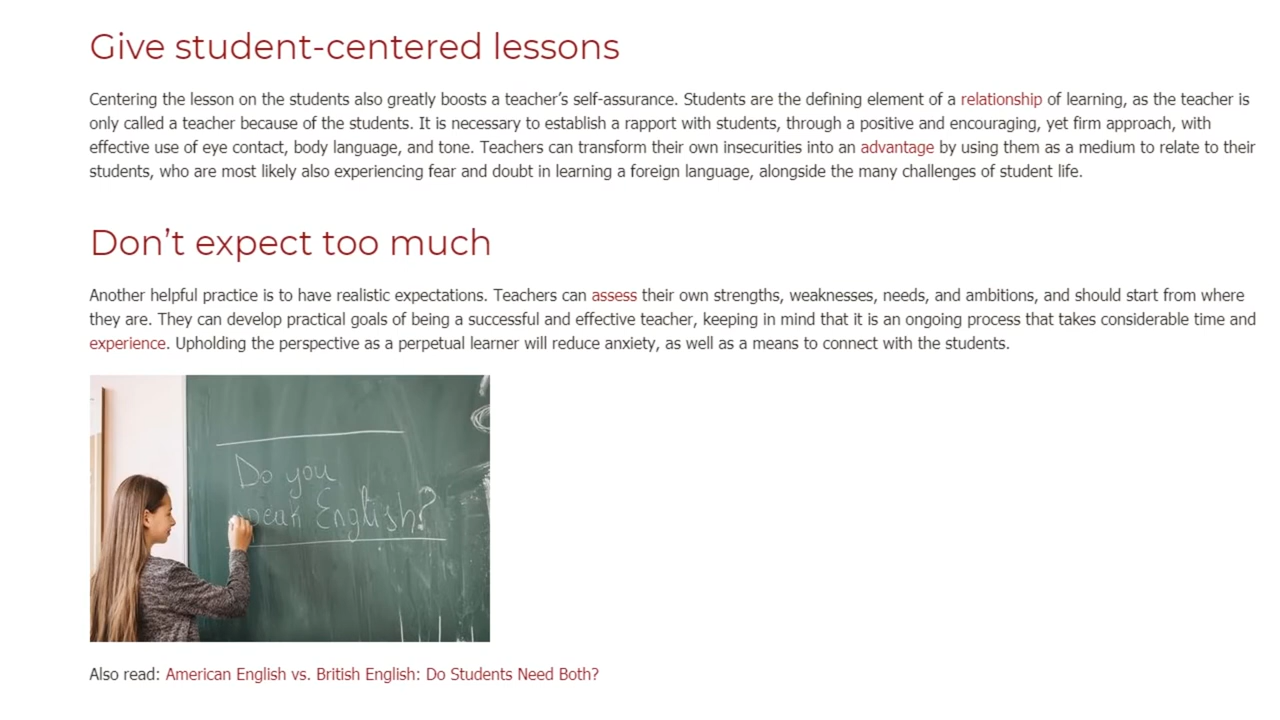 Give student-centered lessons
Centering the lesson on the students also greatly boosts a teacher’s self-assurance. Students are the defining element of a relationship of learning, as the teacher is
only called a teacher because of the students. It is necessary to establish a rapport with students, through a positive and encouraging, yet firm approach, with
effective use of eye contact, body language, and tone. Teachers can transform their own insecurities into an advantage by using them as a medium to relate to their
students, who are most likely also experiencing fear and doubt in learning a foreign language, alongside the many challenges of student life.
Don’t expect too much
Another helpful practice is to have realistic expectations. Teachers can assess their own strengths, weaknesses, needs, and ambitions, and should start from where
they are. They can develop practical goals of being a successful and effective teacher, keeping in mind that it is an ongoing process that takes considerable time and
experience. Upholding the perspective as a perpetual learner will reduce anxiety, as well as a means to connect with the students.
Do you
speak English?
Also read: American English vs. British English: Do Students Need Both?